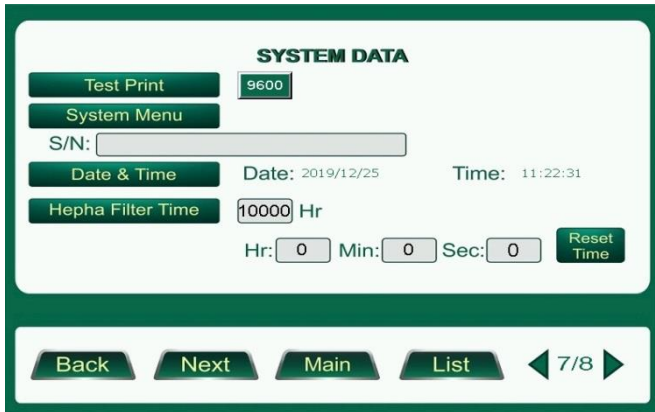 SYSTEM DATA
Test Print 9600
System Menu
S/N:
Date & Time Date: 2019/12/25 Time: 11:22:31
Hepha Filter Time 10000 Hr
Hr: 0 Min: 0 Sec: 0 Reset Time
Back Next Main List 7/8